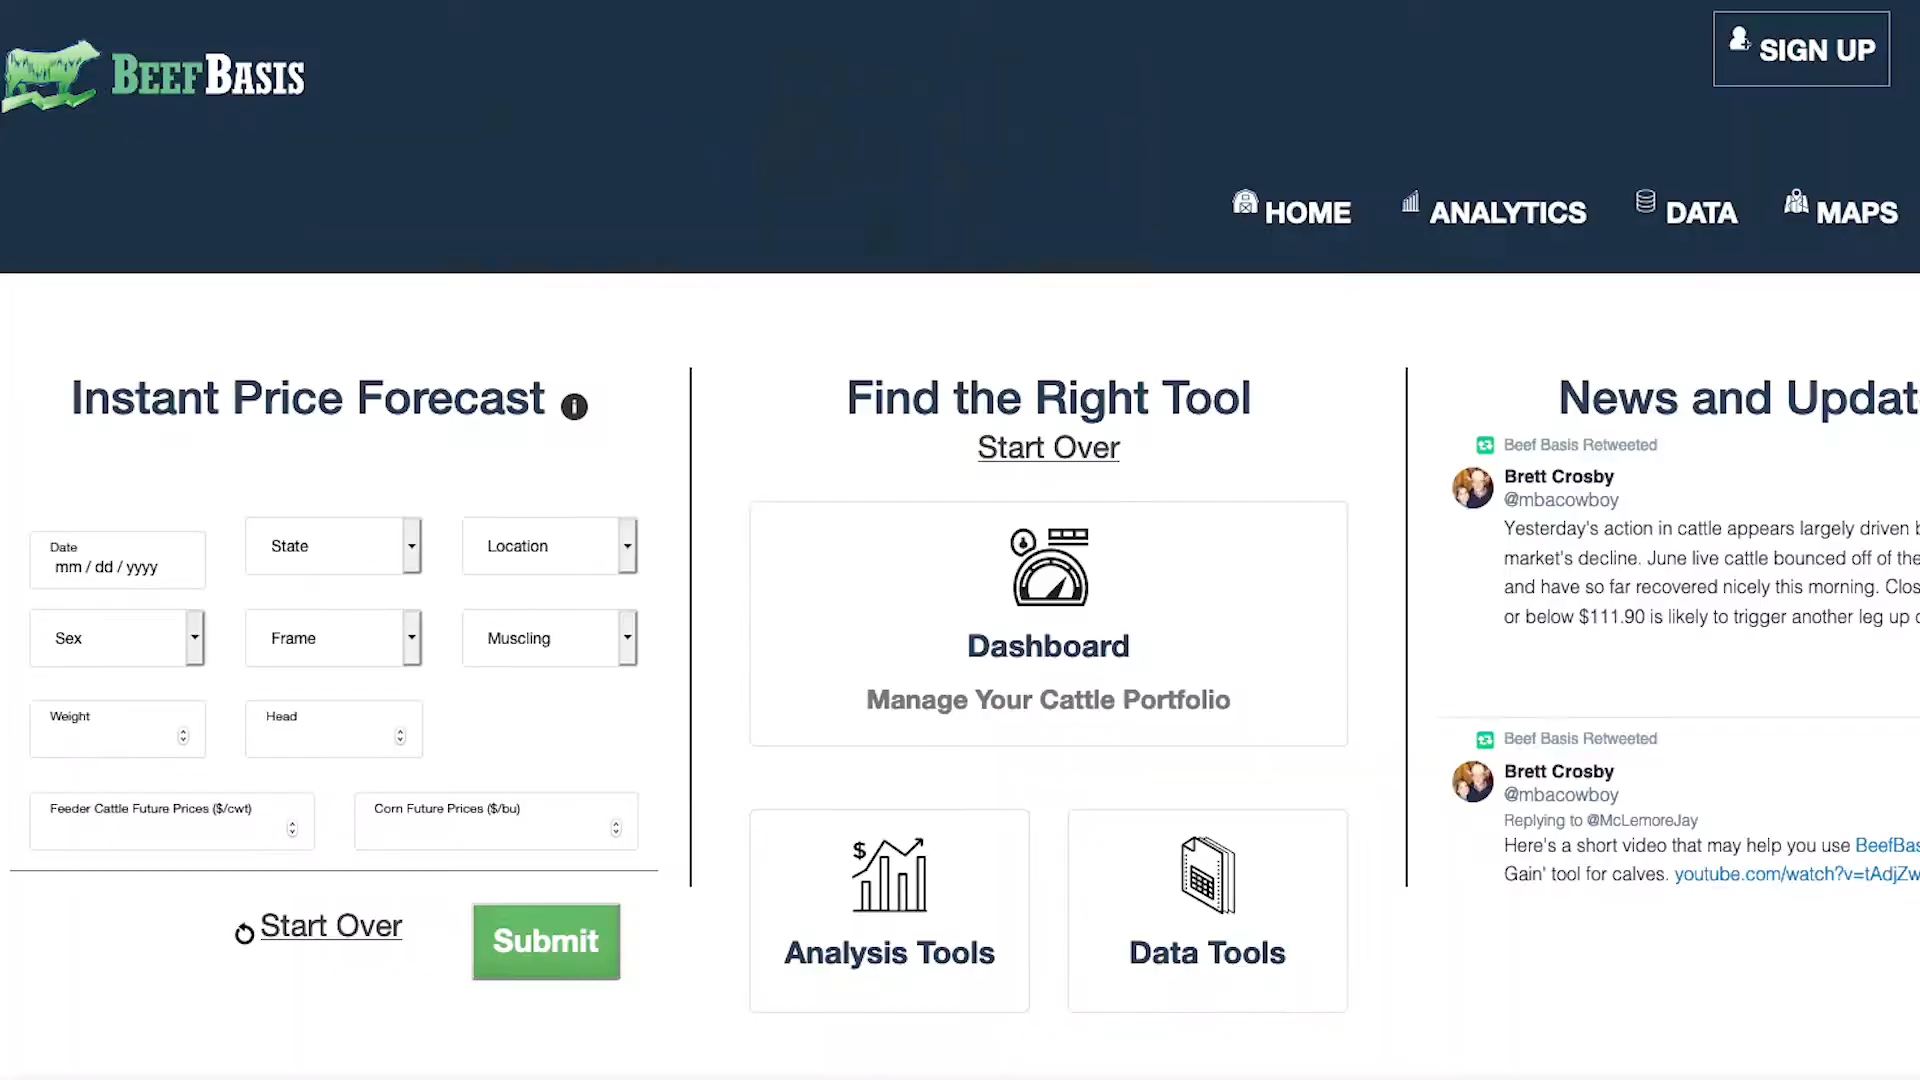 BEEFBASIS
SIGN UP
HOME
ANALYTICS
DATA
MAPS
Instant Price Forecast
Date
mm / dd / yyyy
State
Location
Sex
Frame
Muscling
Weight
Head
Feeder Cattle Future Prices ($/cwt)
Corn Future Prices ($/bu)
Start Over
Submit
Find the Right Tool
Start Over
Dashboard
Manage Your Cattle Portfolio
$
Analysis Tools
Data Tools
News and Updat
Beef Basis Retweeted
Brett Crosby
@mbacowboy
Yesterday's action in cattle appears largely driven b
market's decline. June live cattle bounced off of the
and have so far recovered nicely this morning. Clos
or below $111.90 is likely to trigger another leg up
Beef Basis Retweeted
Brett Crosby
@mbacowboy
Replying to @McLemoreJay
Here's a short video that may help you use BeefBas
Gain' tool for calves. youtube.com/watch?v=tAdjZw